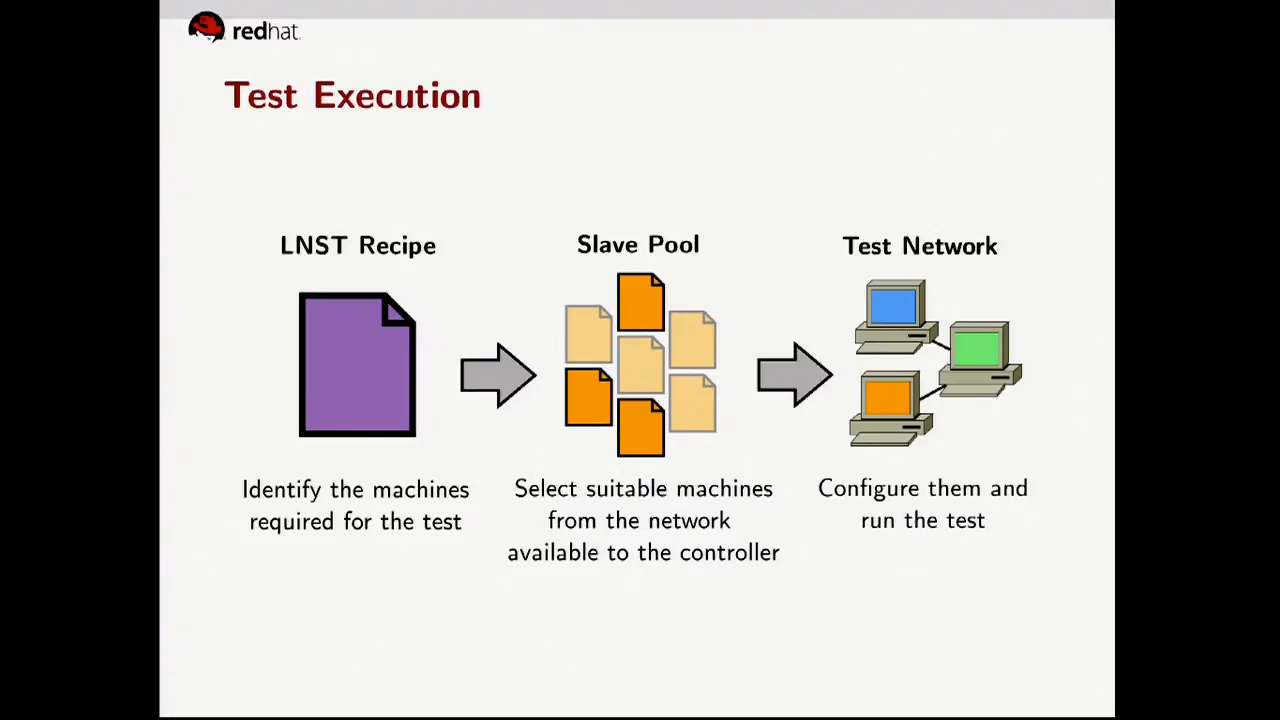 redhat.
Test Execution
LNST Recipe
Slave Pool
Test Network
Identify the machines
required for the test
Select suitable machines
from the network
available to the controller
Configure them and
run the test